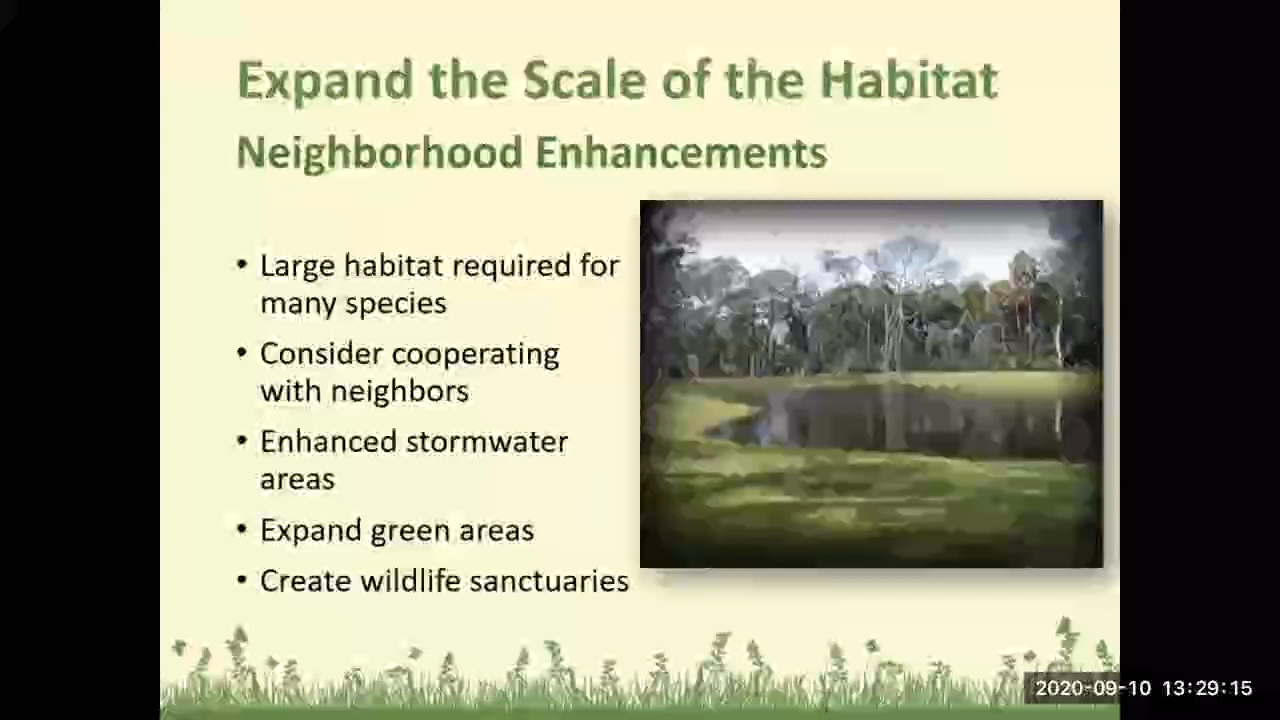 Expand the Scale of the Habitat
Neighborhood Enhancements
• Large habitat required for
many species
• Consider cooperating
with neighbors
• Enhanced stormwater
areas
• Expand green areas
• Create wildlife sanctuaries
2020-09-10 13:29:15